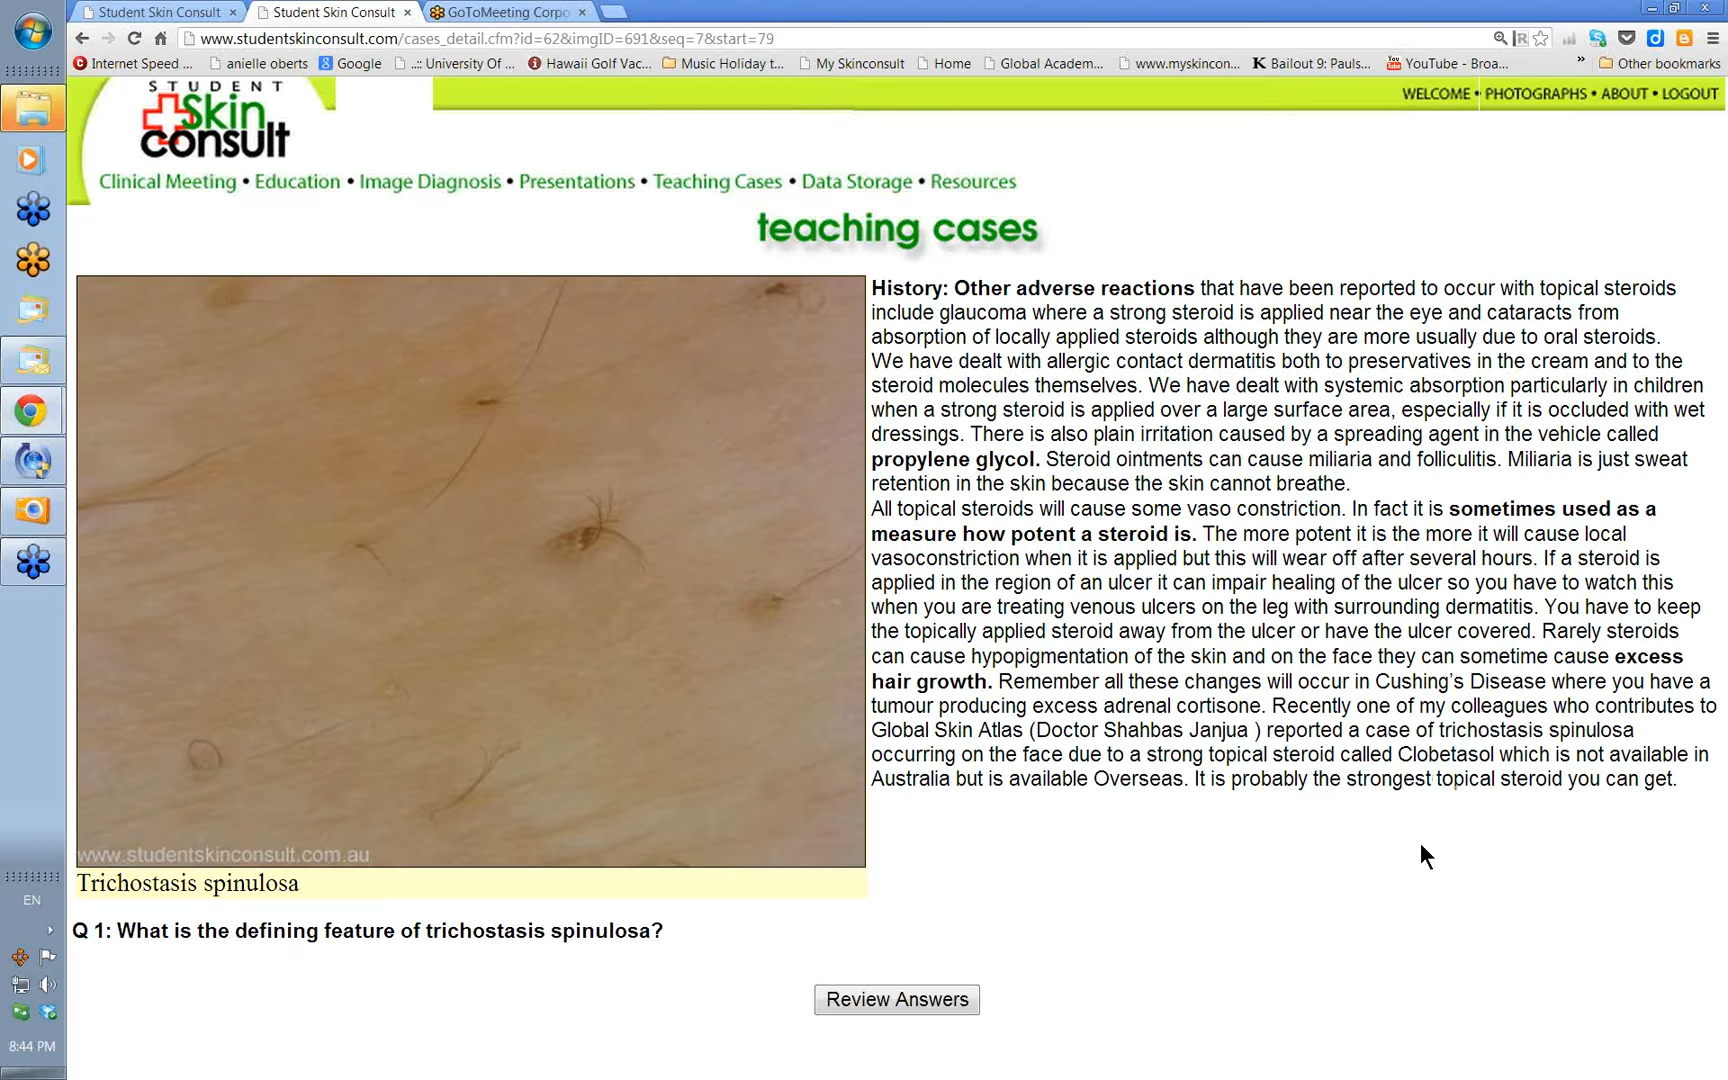 Student Skin Consult
Student Skin Consult
GoToMeeting Corpo
www.studentskinconsult.com/cases_detail.cfm?id=62&imgID=691&seq=7&start=79
Internet Speed ...
anielle oberts
Google
..:: University Of ...
Hawaii Golf Vac...
Music Holiday t...
My Skinconsult
Home
Global Academ...
www.myskincon...
Bailout 9: Pauls...
YouTube - Broa...
»
Other bookmarks
STUDENT
Skin
consult
WELCOME • PHOTOGRAPHS • ABOUT • LOGOUT
Clinical Meeting • Education • Image Diagnosis • Presentations • Teaching Cases • Data Storage • Resources
teaching cases
History: Other adverse reactions that have been reported to occur with topical steroids
include glaucoma where a strong steroid is applied near the eye and cataracts from
absorption of locally applied steroids although they are more usually due to oral steroids.
We have dealt with allergic contact dermatitis both to preservatives in the cream and to the
steroid molecules themselves. We have dealt with systemic absorption particularly in children
when a strong steroid is applied over a large surface area, especially if it is occluded with wet
dressings. There is also plain irritation caused by a spreading agent in the vehicle called
propylene glycol. Steroid ointments can cause miliaria and folliculitis. Miliaria is just sweat
retention in the skin because the skin cannot breathe.
All topical steroids will cause some vaso constriction. In fact it is sometimes used as a
measure how potent a steroid is. The more potent it is the more it will cause local
vasoconstriction when it is applied but this will wear off after several hours. If a steroid is
applied in the region of an ulcer it can impair healing of the ulcer so you have to watch this
when you are treating venous ulcers on the leg with surrounding dermatitis. You have to keep
the topically applied steroid away from the ulcer or have the ulcer covered. Rarely steroids
can cause hypopigmentation of the skin and on the face they can sometime cause excess
hair growth. Remember all these changes will occur in Cushing's Disease where you have a
tumour producing excess adrenal cortisone. Recently one of my colleagues who contributes to
Global Skin Atlas (Doctor Shahbas Janjua ) reported a case of trichostasis spinulosa
occurring on the face due to a strong topical steroid called Clobetasol which is not available in
Australia but is available Overseas. It is probably the strongest topical steroid you can get.
www.studentskinconsult.com.au
Trichostasis spinulosa
Q 1: What is the defining feature of trichostasis spinulosa?
Review Answers
EN
8:44 PM